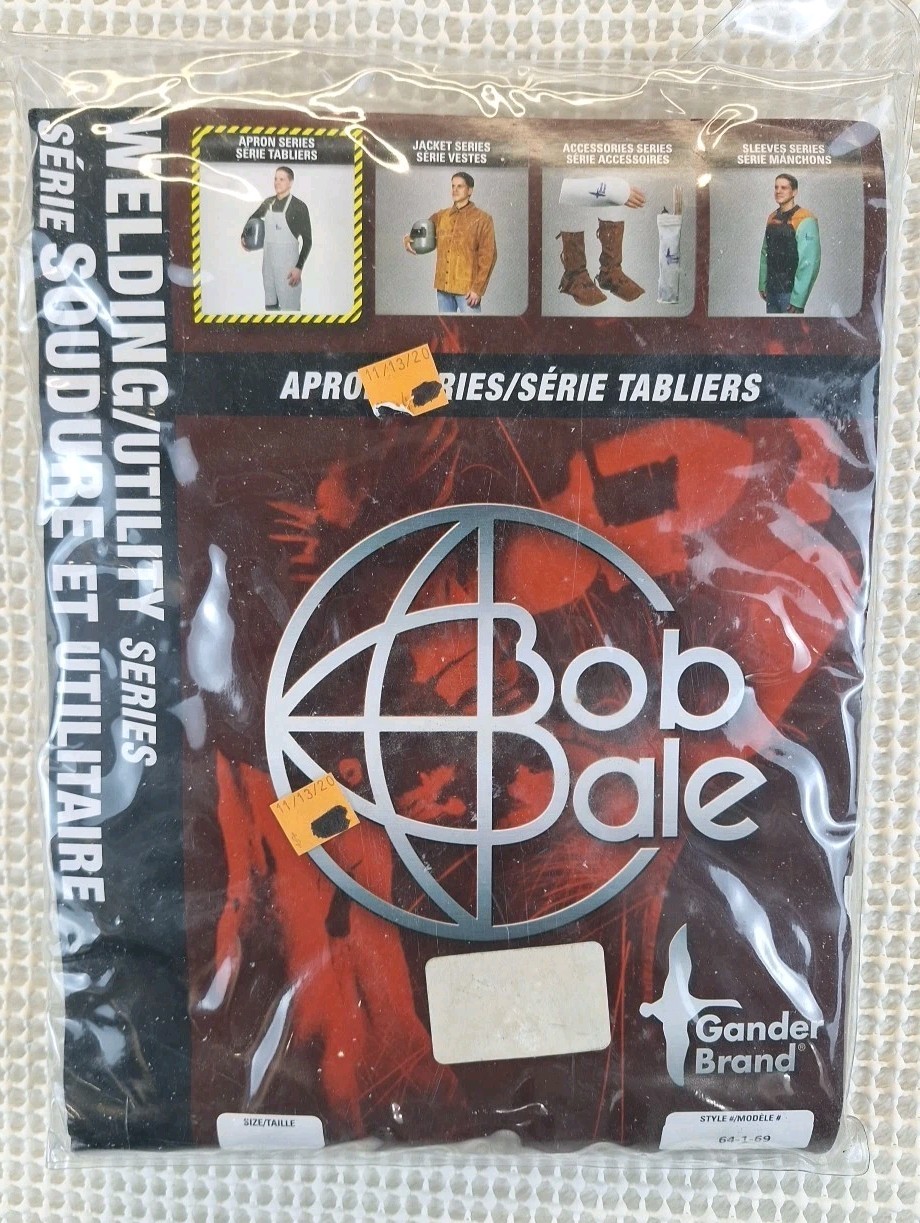 WELDING/UTILITY SERIES
SÉRIE SOUDURE ET UTILITAIRE
APRON SERIES
SÉRIE TABLIERS
JACKET SERIES
SÉRIE VESTES
ACCESSORIES SERIES
SÉRIE ACCESSOIRES
SLEEVES SERIES
SÉRIE MANCHONS
11/13/20
APRO RIES/SÉRIE TABLIERS
Bob
Dale
11/13/20
Gander
Brand®
SIZE/TAILLE
STYLE #/MODÈLE #
64-1-69